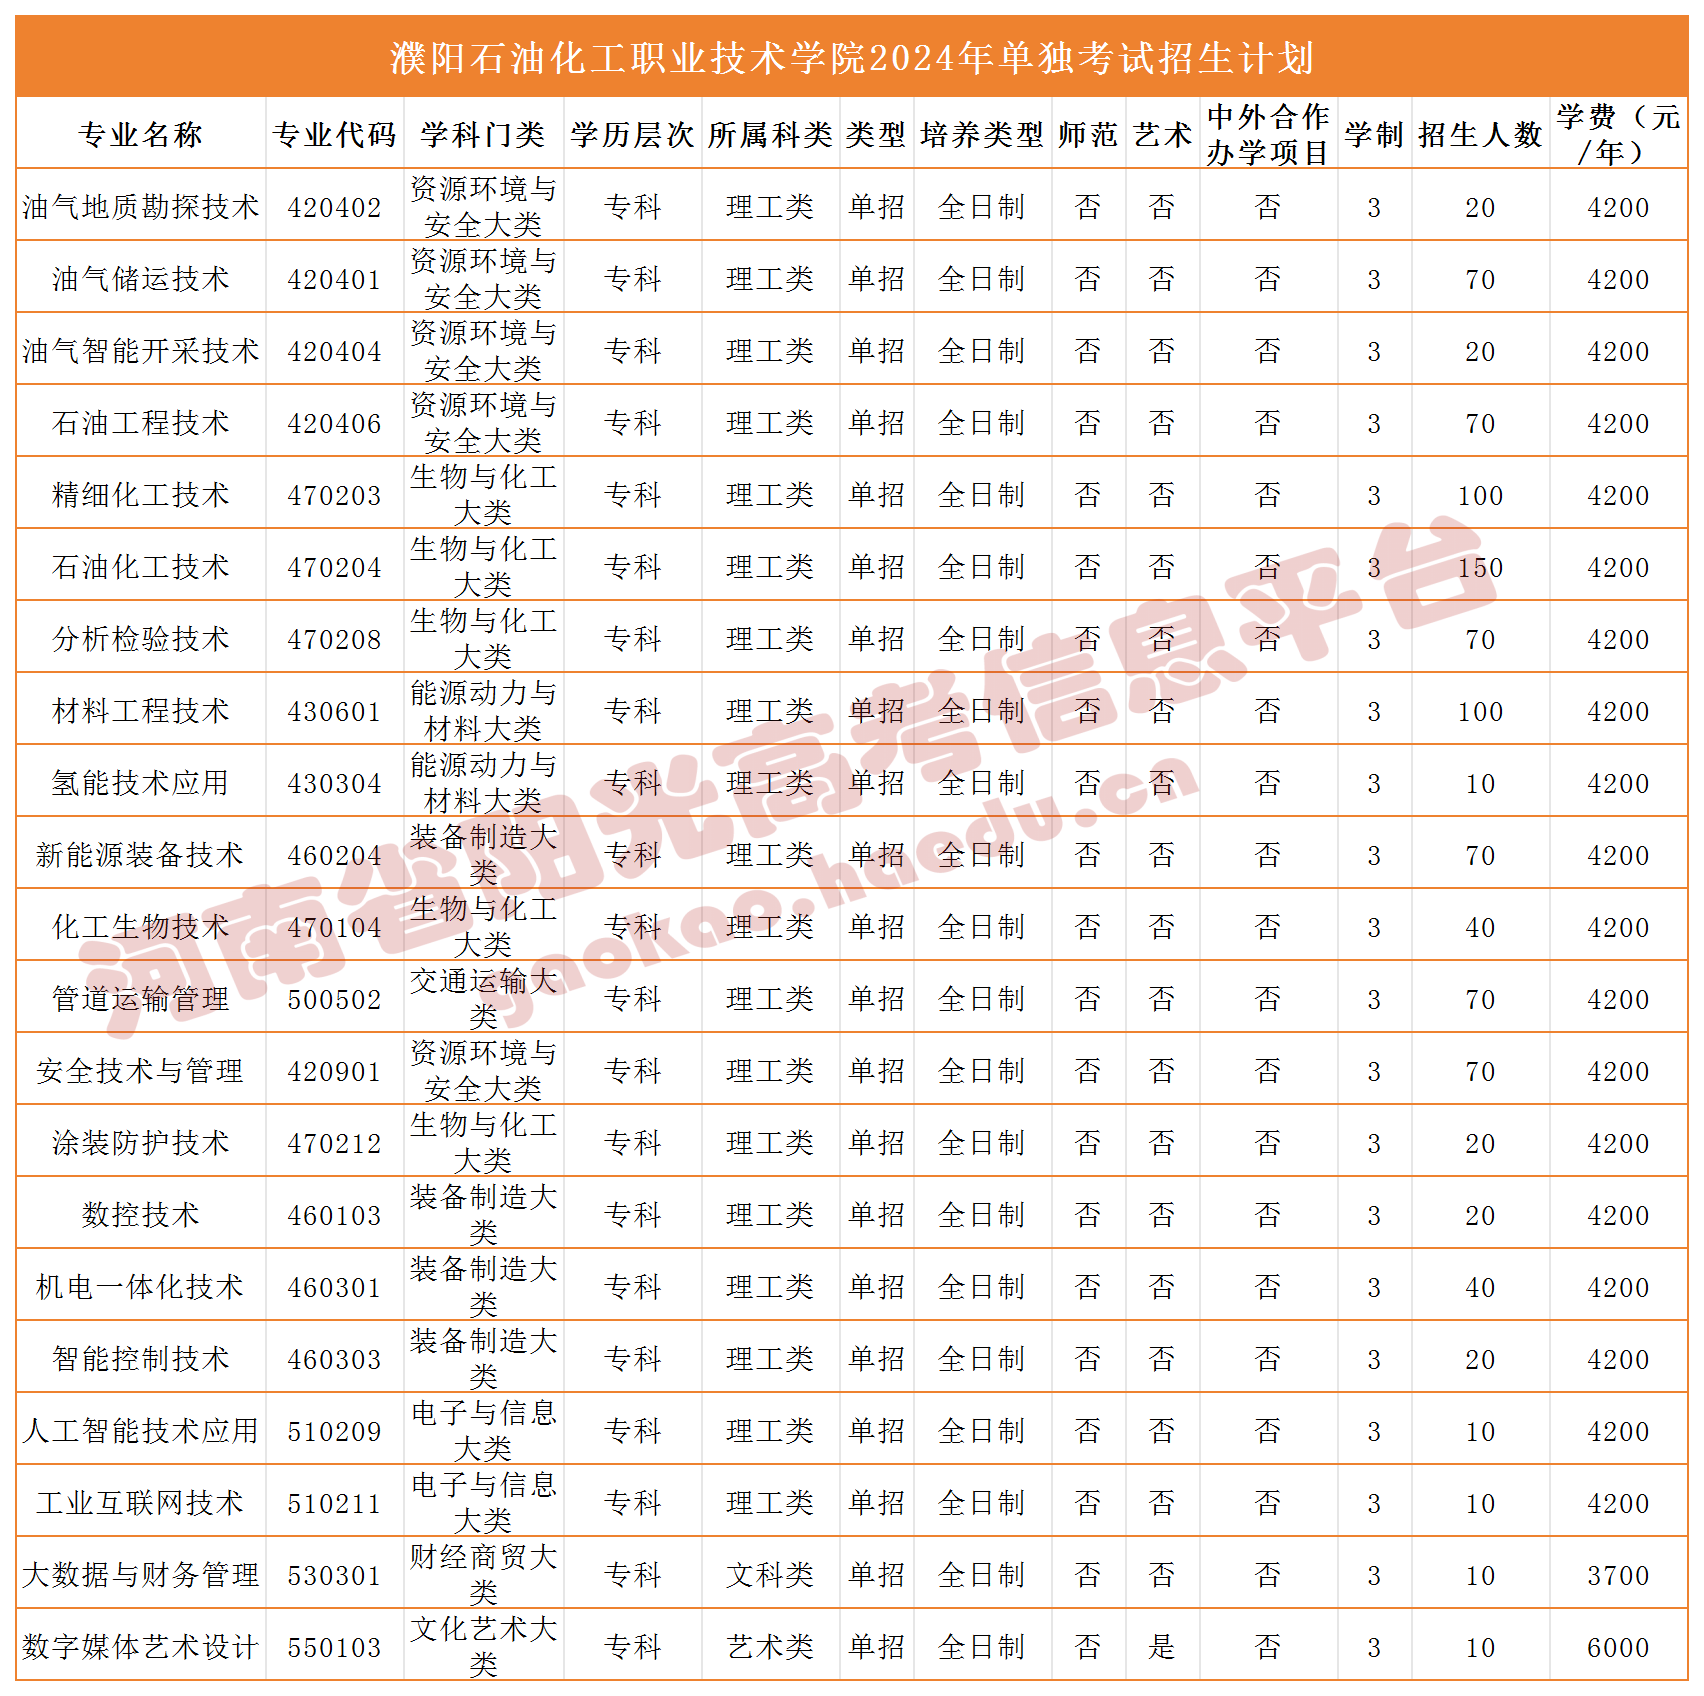 濮阳石油化工职业技术学院2024年单独考试招生计划
专业名称 专业代码 学科门类 学历层次 所属科类 类型 培养类型 师范 艺术 中外合作办学项目 学制 招生人数 学费（元/年）
油气地质勘探技术 420402 资源环境与安全大类 专科 理工类 单招 全日制 否 否 否 3 20 4200
油气储运技术 420401 资源环境与安全大类 专科 理工类 单招 全日制 否 否 否 3 70 4200
油气智能开采技术 420404 资源环境与安全大类 专科 理工类 单招 全日制 否 否 否 3 20 4200
石油工程技术 420406 资源环境与安全大类 专科 理工类 单招 全日制 否 否 否 3 70 4200
精细化工技术 470203 生物与化工大类 专科 理工类 单招 全日制 否 否 否 3 100 4200
石油化工技术 470204 生物与化工大类 专科 理工类 单招 全日制 否 否 否 3 150 4200
分析检验技术 470208 生物与化工大类 专科 理工类 单招 全日制 否 否 否 3 70 4200
材料工程技术 430601 能源动力与材料大类 专科 理工类 单招 全日制 否 否 否 3 100 4200
氢能技术应用 430304 能源动力与材料大类 专科 理工类 单招 全日制 否 否 否 3 10 4200
新能源装备技术 460204 装备制造大类 专科 理工类 单招 全日制 否 否 否 3 70 4200
化工生物技术 470104 生物与化工大类 专科 理工类 单招 全日制 否 否 否 3 40 4200
管道运输管理 500502 交通运输大类 专科 理工类 单招 全日制 否 否 否 3 70 4200
安全技术与管理 420901 资源环境与安全大类 专科 理工类 单招 全日制 否 否 否 3 70 4200
涂装防护技术 470212 生物与化工大类 专科 理工类 单招 全日制 否 否 否 3 20 4200
数控技术 460103 装备制造大类 专科 理工类 单招 全日制 否 否 否 3 20 4200
机电一体化技术 460301 装备制造大类 专科 理工类 单招 全日制 否 否 否 3 40 4200
智能控制技术 460303 装备制造大类 专科 理工类 单招 全日制 否 否 否 3 20 4200
人工智能技术应用 510209 电子与信息大类 专科 理工类 单招 全日制 否 否 否 3 10 4200
工业互联网技术 510211 电子与信息大类 专科 理工类 单招 全日制 否 否 否 3 10 4200
大数据与财务管理 530301 财经商贸大类 专科 文科类 单招 全日制 否 否 否 3 10 3700
数字媒体艺术设计 550103 文化艺术大类 专科 艺术类 单招 全日制 否 是 否 3 10 6000
河南省阳光高考信息平台
gaokao.haedu.cn